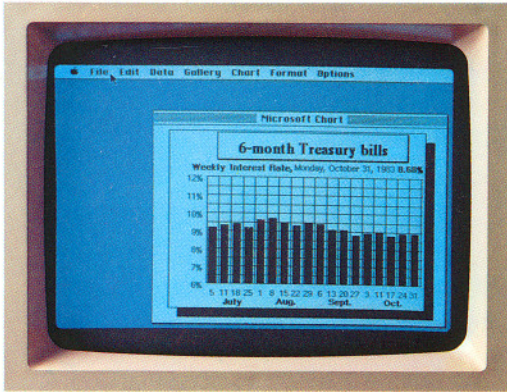 File Edit Data Gallery Chart Format Options
Microsoft Chart
6-month Treasury bills
Weekly Interest Rate, Monday, October 31, 1983 8.68%
12%
11%
10%
9%
8%
7%
6%
5 11 18 25 1 8 15 22 29 6 13 20 27 3 11 17 24 31
July Aug. Sept. Oct.